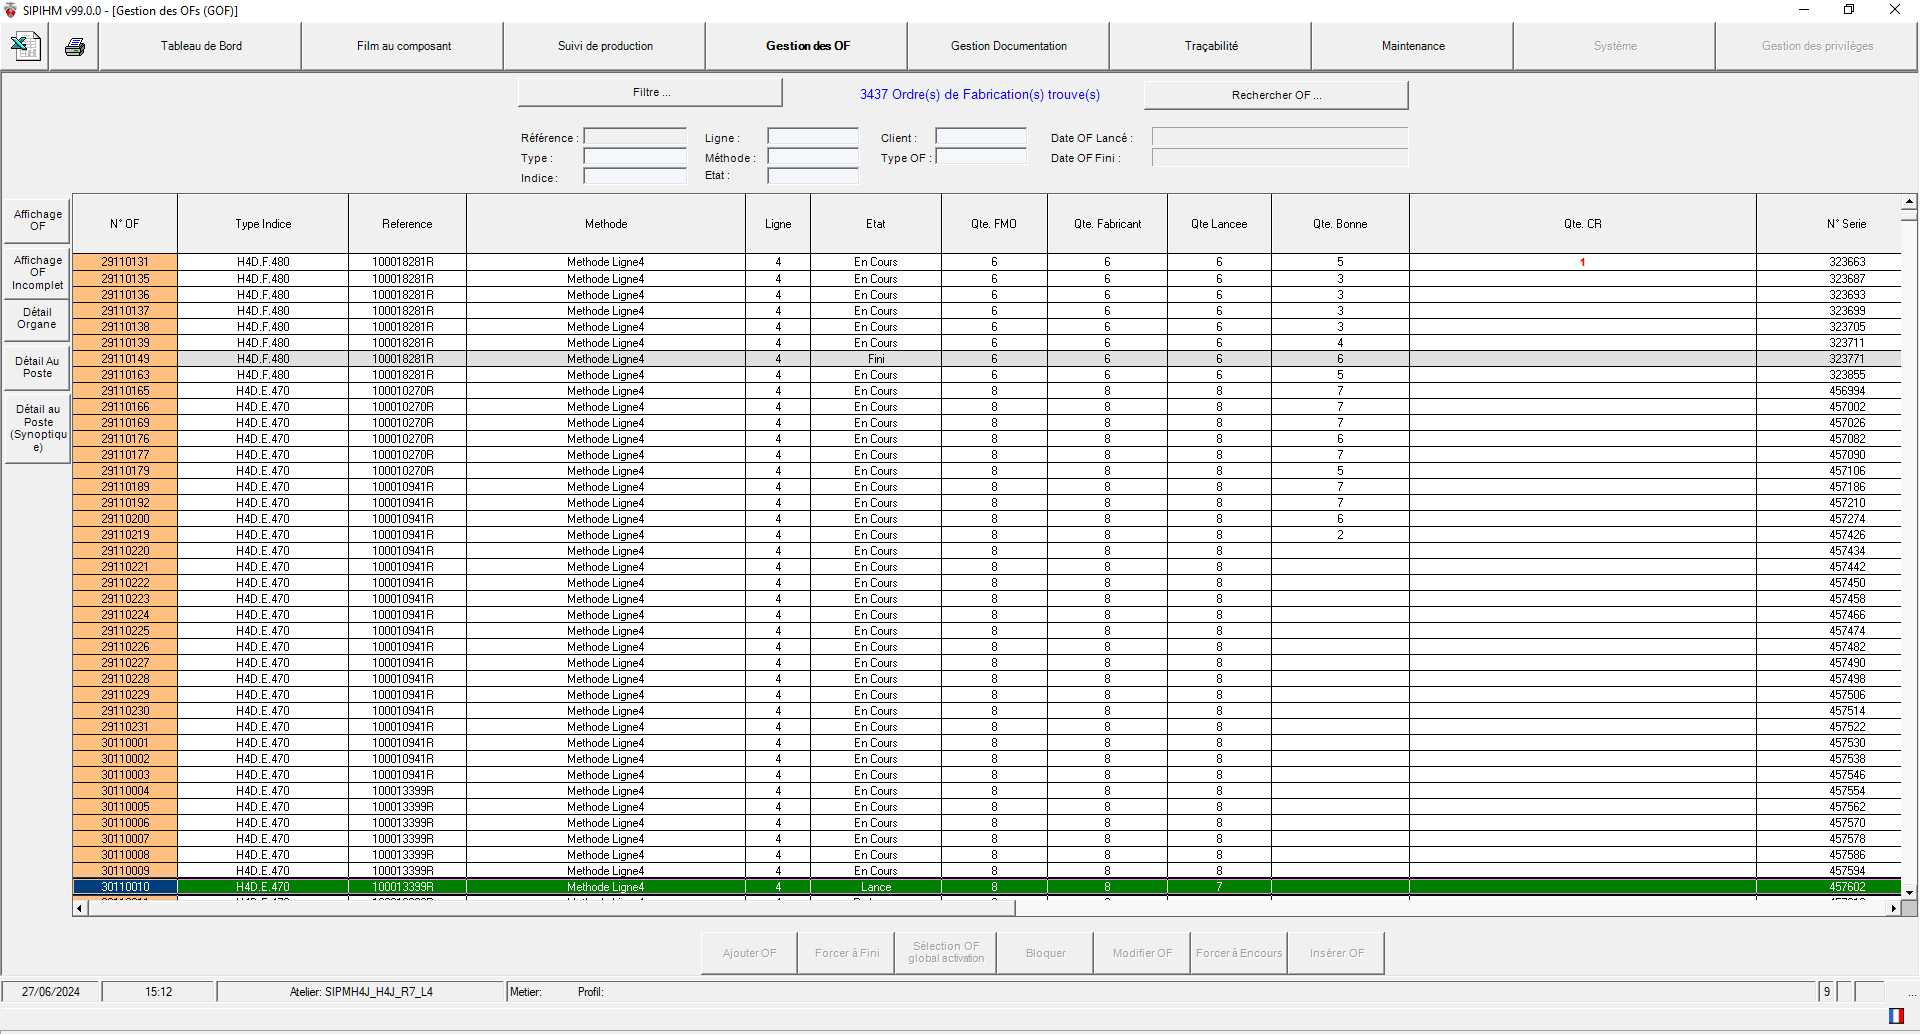 SIPIHM v99.0.0 - [Gestion des OFs (GOF)]
Tableau de Bord Film au composant Suivi de production Gestion des OF Gestion Documentation Traçabilité Maintenance Système Gestion des privilèges
Filtre ... 3437 Ordre(s) de Fabrication(s) trouve(s) Rechercher OF ...
Référence : Ligne : Client : Date OF Lancé :
Type : Méthode : Type OF : Date OF Fini :
Indice : Etat :
Affichage OF
Affichage OF Incomplet
Détail Organe
Détail Au Poste
Détail au Poste (Synoptique)
N° OF Type Indice Reference Methode Ligne Etat Qte. FMO Qte. Fabricant Qte Lancee Qte. Bonne Qte. CR N° Serie
29110131 H4D.F.480 100018281R Methode Ligne4 4 En Cours 6 6 6 5 1 323663
29110135 H4D.F.480 100018281R Methode Ligne4 4 En Cours 6 6 6 3 323687
29110136 H4D.F.480 100018281R Methode Ligne4 4 En Cours 6 6 6 3 323693
29110137 H4D.F.480 100018281R Methode Ligne4 4 En Cours 6 6 6 3 323699
29110138 H4D.F.480 100018281R Methode Ligne4 4 En Cours 6 6 6 3 323705
29110139 H4D.F.480 100018281R Methode Ligne4 4 En Cours 6 6 6 4 323711
29110149 H4D.F.480 100018281R Methode Ligne4 4 Fini 6 6 6 6 323771
29110163 H4D.F.480 100018281R Methode Ligne4 4 En Cours 6 6 6 5 323855
29110165 H4D.E.470 100010270R Methode Ligne4 4 En Cours 8 8 8 7 456994
29110166 H4D.E.470 100010270R Methode Ligne4 4 En Cours 8 8 8 7 457002
29110169 H4D.E.470 100010270R Methode Ligne4 4 En Cours 8 8 8 7 457026
29110176 H4D.E.470 100010270R Methode Ligne4 4 En Cours 8 8 8 6 457082
29110177 H4D.E.470 100010270R Methode Ligne4 4 En Cours 8 8 8 7 457090
29110179 H4D.E.470 100010270R Methode Ligne4 4 En Cours 8 8 8 5 457106
29110189 H4D.E.470 100010941R Methode Ligne4 4 En Cours 8 8 8 7 457186
29110192 H4D.E.470 100010941R Methode Ligne4 4 En Cours 8 8 8 7 457210
29110200 H4D.E.470 100010941R Methode Ligne4 4 En Cours 8 8 8 6 457274
29110219 H4D.E.470 100010941R Methode Ligne4 4 En Cours 8 8 8 2 457426
29110220 H4D.E.470 100010941R Methode Ligne4 4 En Cours 8 8 8 457434
29110221 H4D.E.470 100010941R Methode Ligne4 4 En Cours 8 8 8 457442
29110222 H4D.E.470 100010941R Methode Ligne4 4 En Cours 8 8 8 457450
29110223 H4D.E.470 100010941R Methode Ligne4 4 En Cours 8 8 8 457458
29110224 H4D.E.470 100010941R Methode Ligne4 4 En Cours 8 8 8 457466
29110225 H4D.E.470 100010941R Methode Ligne4 4 En Cours 8 8 8 457474
29110226 H4D.E.470 100010941R Methode Ligne4 4 En Cours 8 8 8 457482
29110227 H4D.E.470 100010941R Methode Ligne4 4 En Cours 8 8 8 457490
29110228 H4D.E.470 100010941R Methode Ligne4 4 En Cours 8 8 8 457498
29110229 H4D.E.470 100010941R Methode Ligne4 4 En Cours 8 8 8 457506
29110230 H4D.E.470 100010941R Methode Ligne4 4 En Cours 8 8 8 457514
29110231 H4D.E.470 100010941R Methode Ligne4 4 En Cours 8 8 8 457522
30110001 H4D.E.470 100010941R Methode Ligne4 4 En Cours 8 8 8 457530
30110002 H4D.E.470 100010941R Methode Ligne4 4 En Cours 8 8 8 457538
30110003 H4D.E.470 100010941R Methode Ligne4 4 En Cours 8 8 8 457546
30110004 H4D.E.470 100013399R Methode Ligne4 4 En Cours 8 8 8 457554
30110005 H4D.E.470 100013399R Methode Ligne4 4 En Cours 8 8 8 457562
30110006 H4D.E.470 100013399R Methode Ligne4 4 En Cours 8 8 8 457570
30110007 H4D.E.470 100013399R Methode Ligne4 4 En Cours 8 8 8 457578
30110008 H4D.E.470 100013399R Methode Ligne4 4 En Cours 8 8 8 457586
30110009 H4D.E.470 100013399R Methode Ligne4 4 En Cours 8 8 8 457594
30110010 H4D.E.470 100013399R Methode Ligne4 4 Lance 8 8 7 457602
Ajouter OF Forcer à Fini Sélection OF global activation Bloquer Modifier OF Forcer à Encours Insérer OF
27/06/2024 15:12 Atelier: SIPMH4J_H4J_R7_L4 Metier: Profil: 9 ...